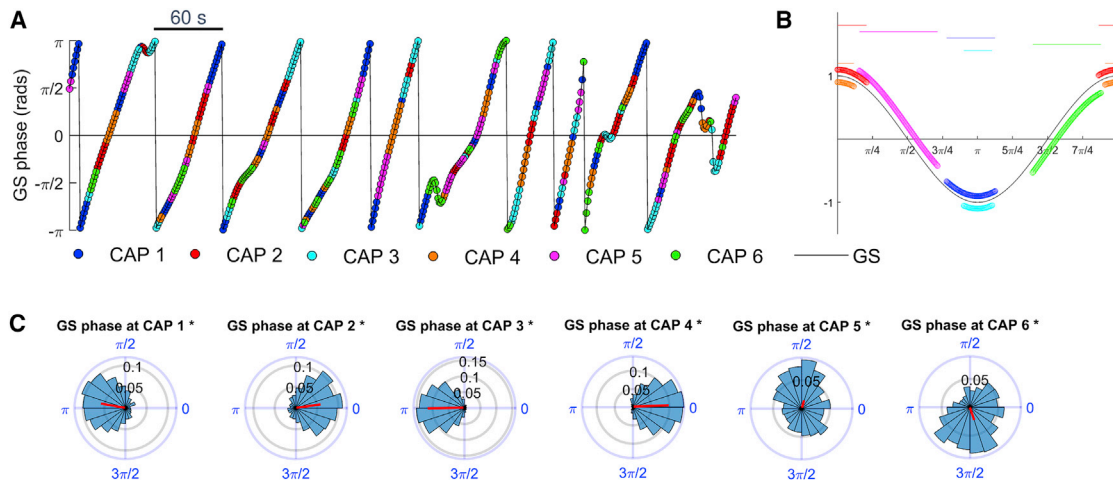 A
60 s
B
GS phase (rads)
π
π/2
0
-π/2
-π
1
π/4
π/2
3π/4
π
5π/4
3π/2
7π/4
-1
CAP 1
CAP 2
CAP 3
CAP 4
CAP 5
CAP 6
GS
C
GS phase at CAP 1 *
GS phase at CAP 2 *
GS phase at CAP 3 *
GS phase at CAP 4 *
GS phase at CAP 5 *
GS phase at CAP 6 *
π/2
0.1
0.05
π
0
3π/2
π/2
0.1
0.05
π
0
3π/2
π/2
0.15
0.1
0.05
π
0
3π/2
π/2
0.1
0.05
π
0
3π/2
π/2
0.05
π
0
3π/2
π/2
0.05
π
0
3π/2